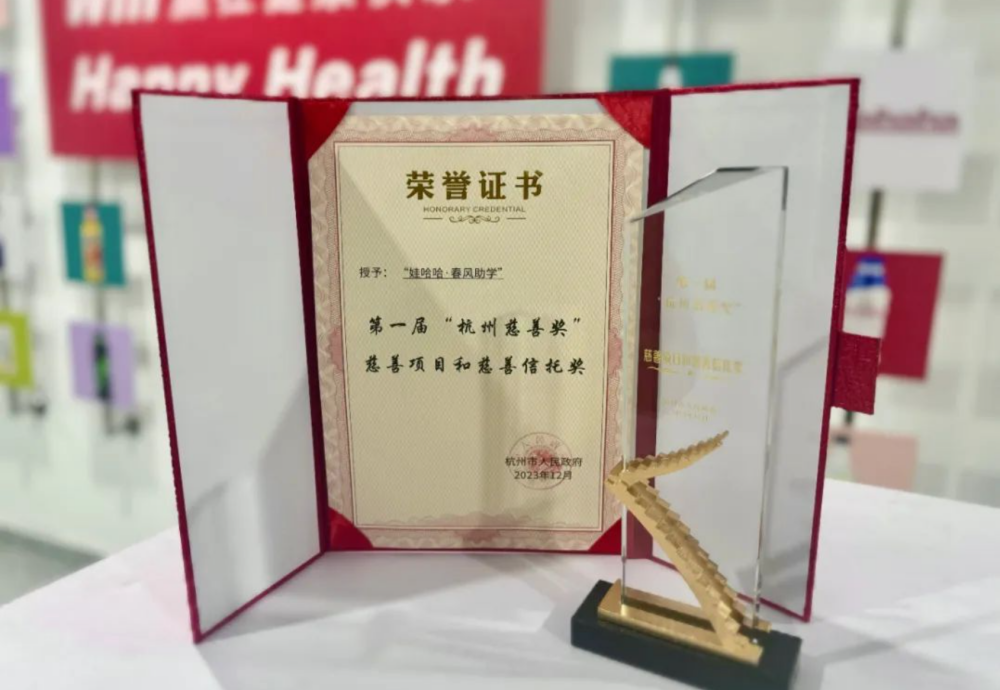 Happy Health
荣誉证书
HONORARY CREDENTIAL
授予：“娃哈哈·春风助学”
第一届“杭州慈善奖”
慈善项目和慈善信托奖
杭州市人民政府
2023年12月